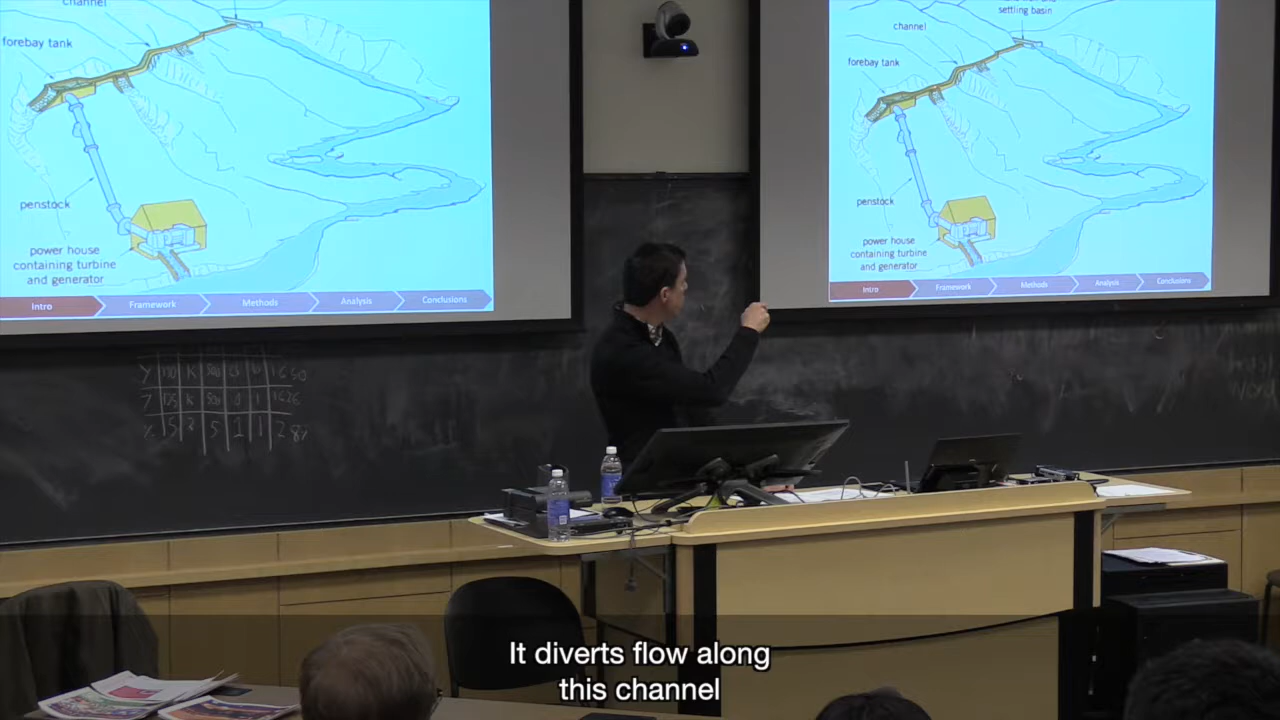 channel
forebay tank
penstock
power house
containing turbine
and generator
Intro
Framework
Methods
Analysis
Conclusions
settling basin
channel
forebay tank
penstock
power house
containing turbine
and generator
Intro
Framework
Methods
Analysis
Conclusions
It diverts flow along
this channel